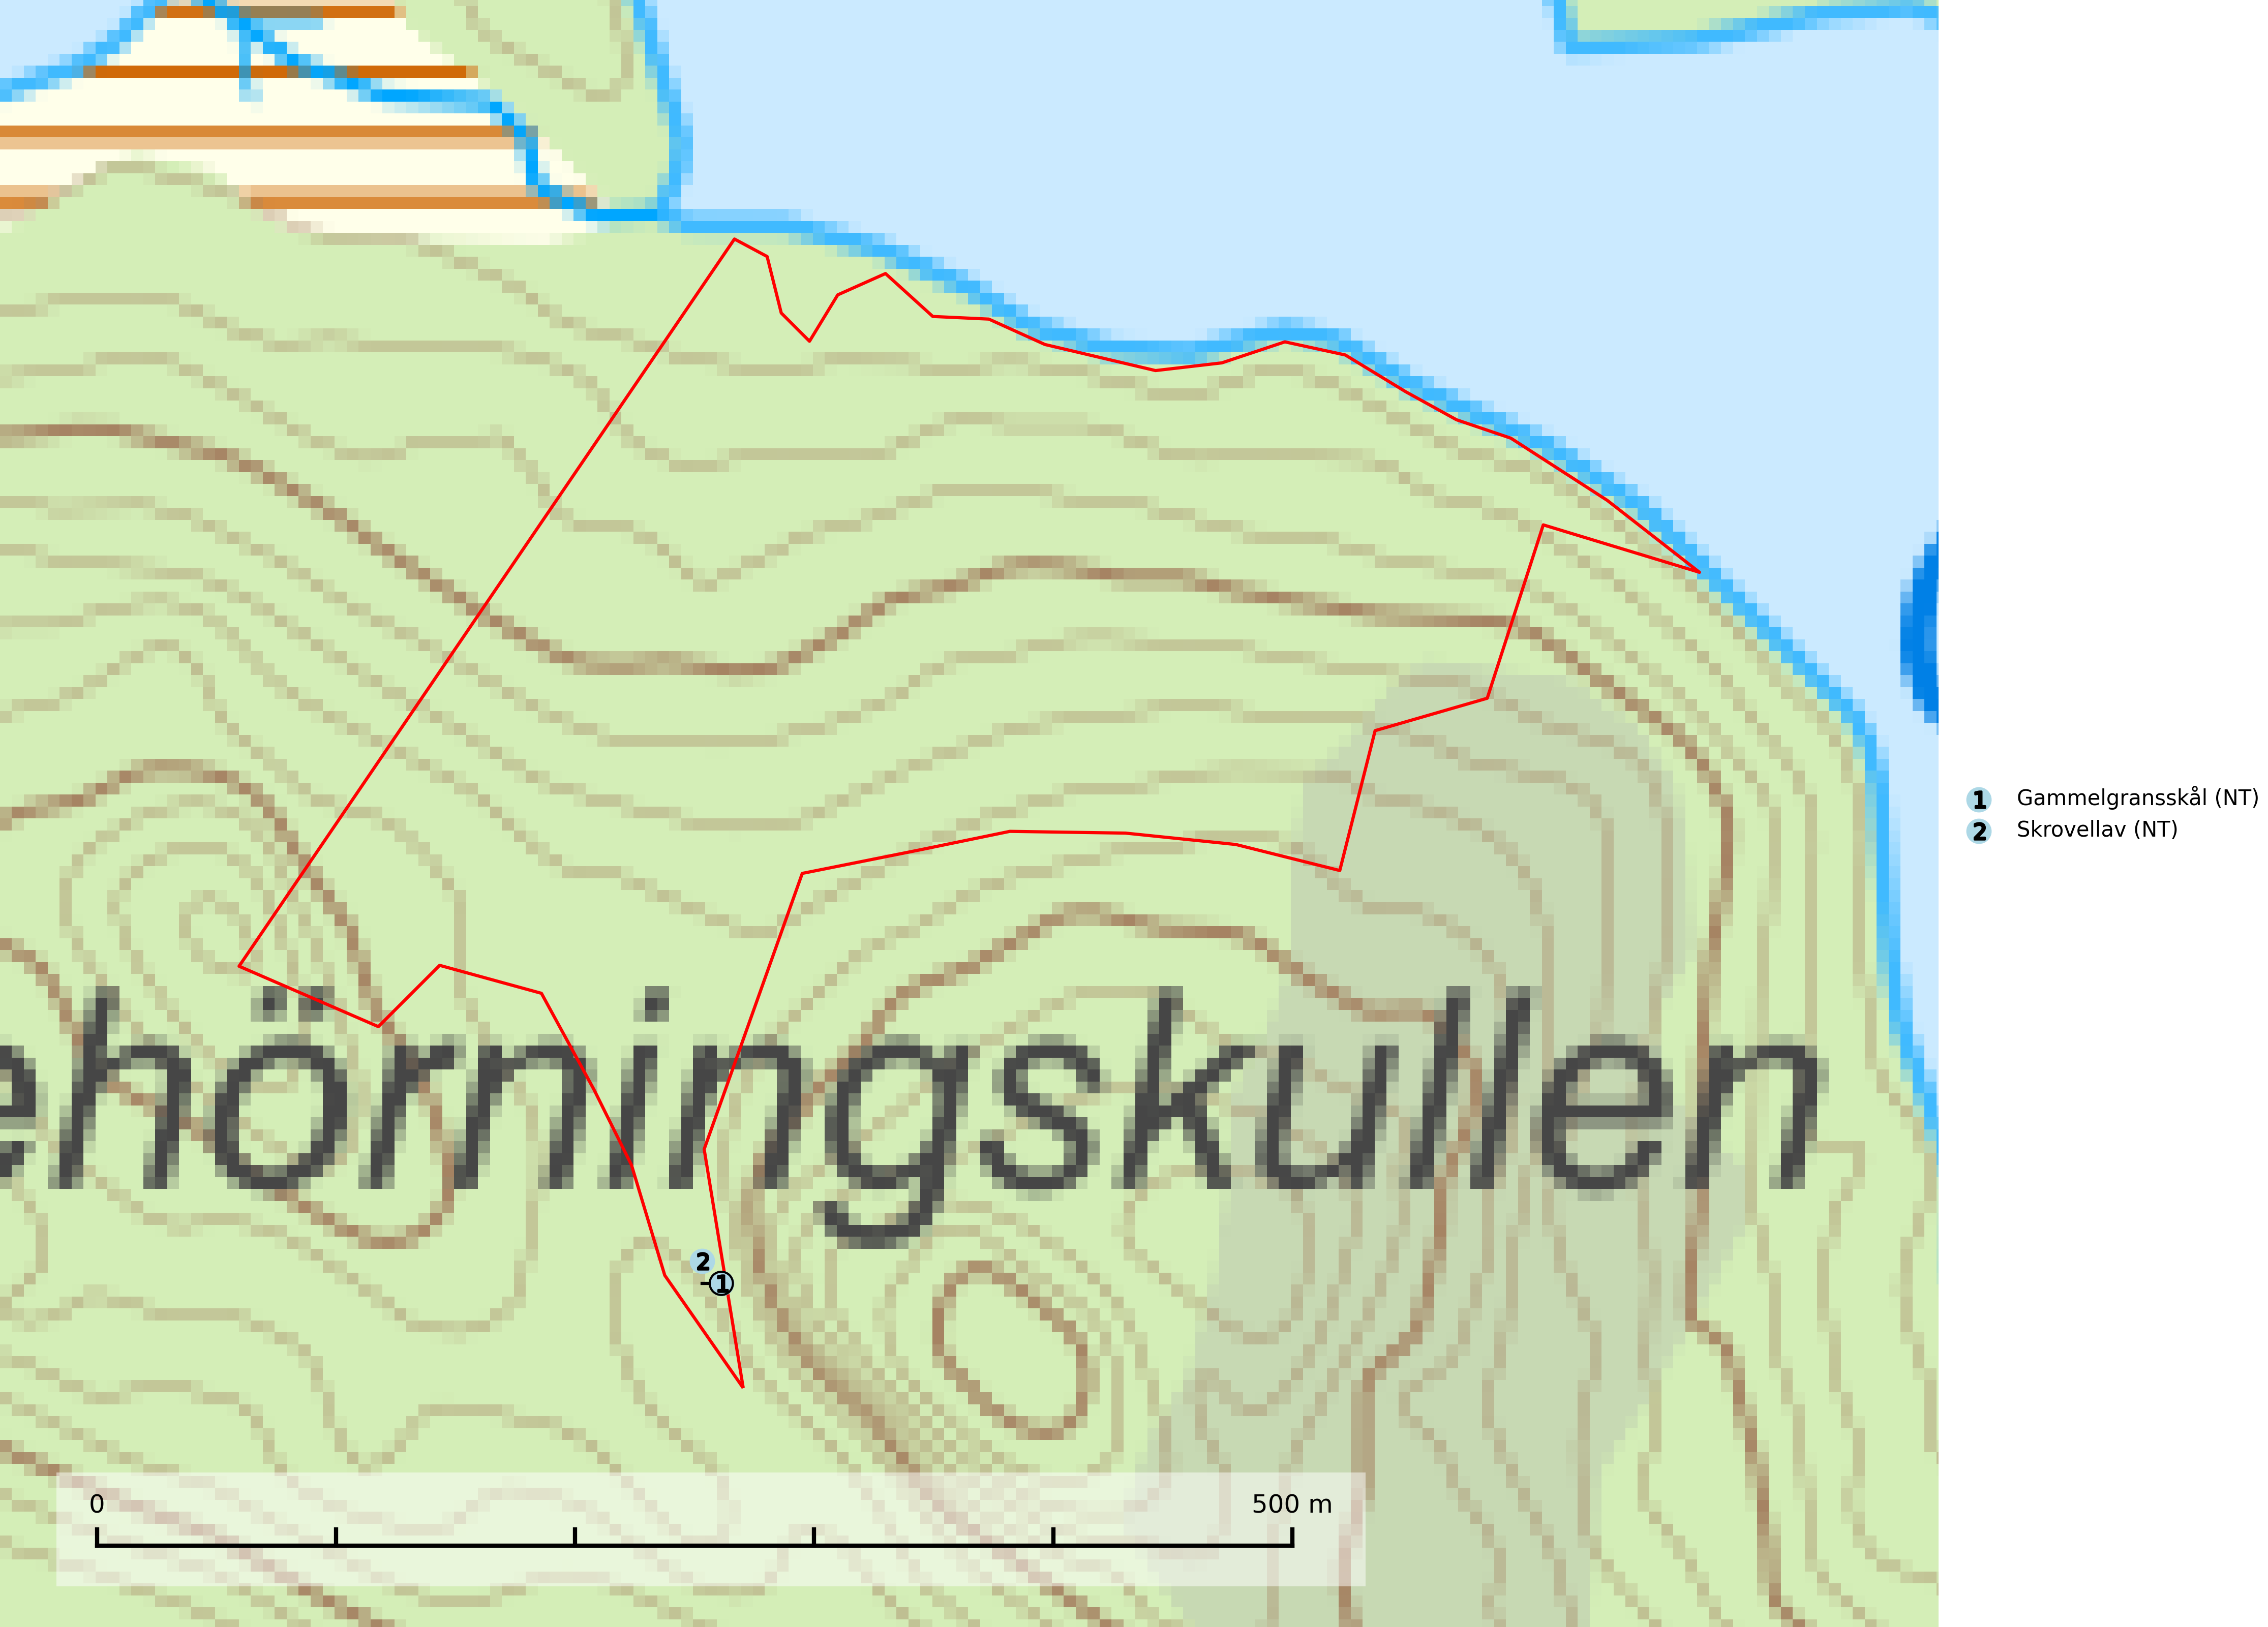 ehörningskullen
2
1
0 500 m
1 Gammelgransskål (NT)
2 Skrovellav (NT)